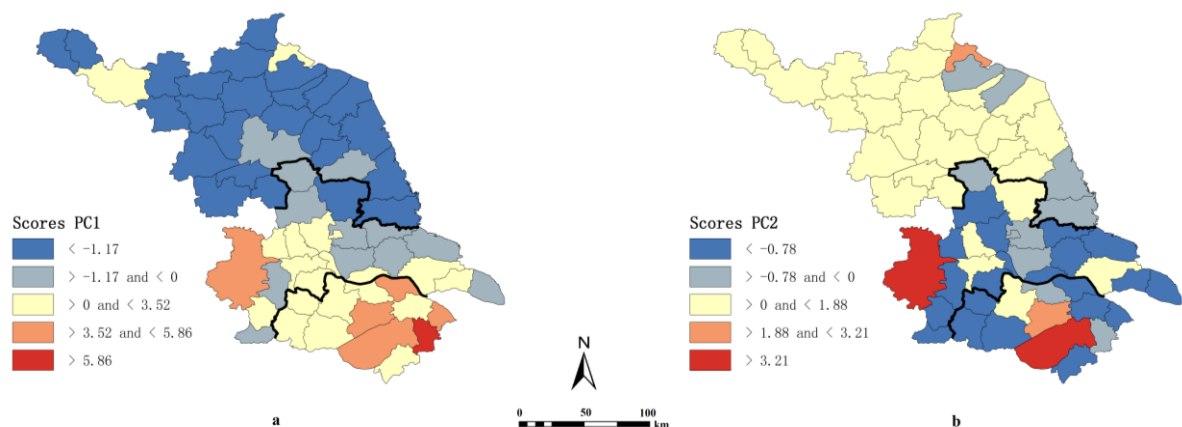 Scores PC1
< -1.17
> -1.17 and < 0
> 0 and < 3.52
> 3.52 and < 5.86
> 5.86
a
N
0 50 100
km
Scores PC2
< -0.78
> -0.78 and < 0
> 0 and < 1.88
> 1.88 and < 3.21
> 3.21
b